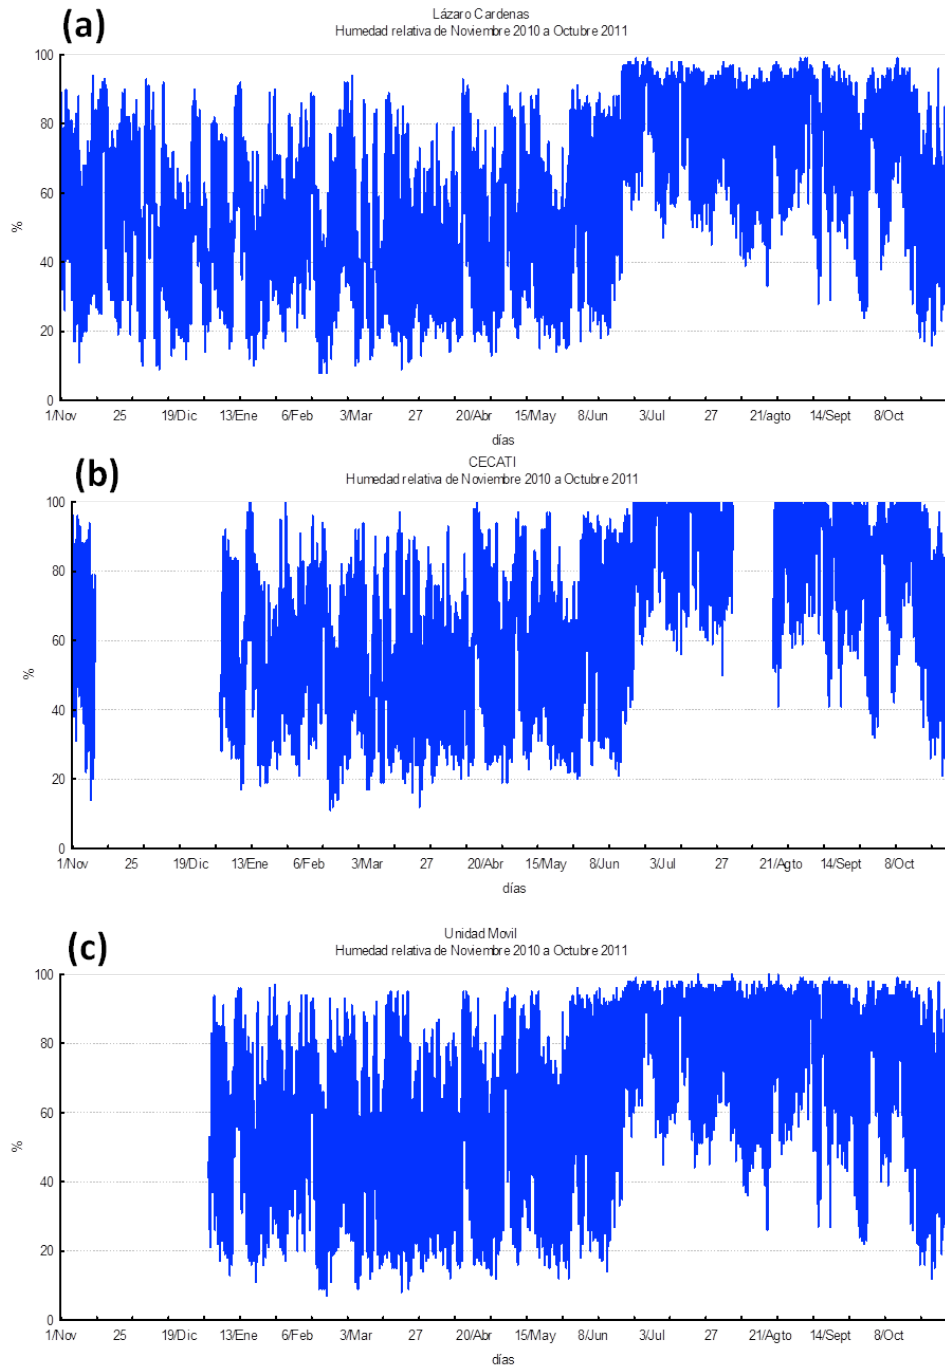 (a)
Lázaro Cardenas
Humedad relativa de Noviembre 2010 a Octubre 2011
100
80
60
%
40
20
0
1/Nov 25 19/Dic 13/Ene 6/Feb 3/Mar 27 20/Abr 15/May 8/Jun 3/Jul 27 21/agto 14/Sept 8/Oct
días
(b)
CECATI
Humedad relativa de Noviembre 2010 a Octubre 2011
100
80
60
%
40
20
0
1/Nov 25 19/Dic 13/Ene 6/Feb 3/Mar 27 20/Abr 15/May 8/Jun 3/Jul 27 21/Agto 14/Sept 8/Oct
días
(c)
Unidad Movil
Humedad relativa de Noviembre 2010 a Octubre 2011
100
80
60
%
40
20
0
1/Nov 25 19/Dic 13/Ene 6/Feb 3/Mar 27 20/Abr 15/May 8/Jun 3/Jul 27 21/Agto 14/Sept 8/Oct
días